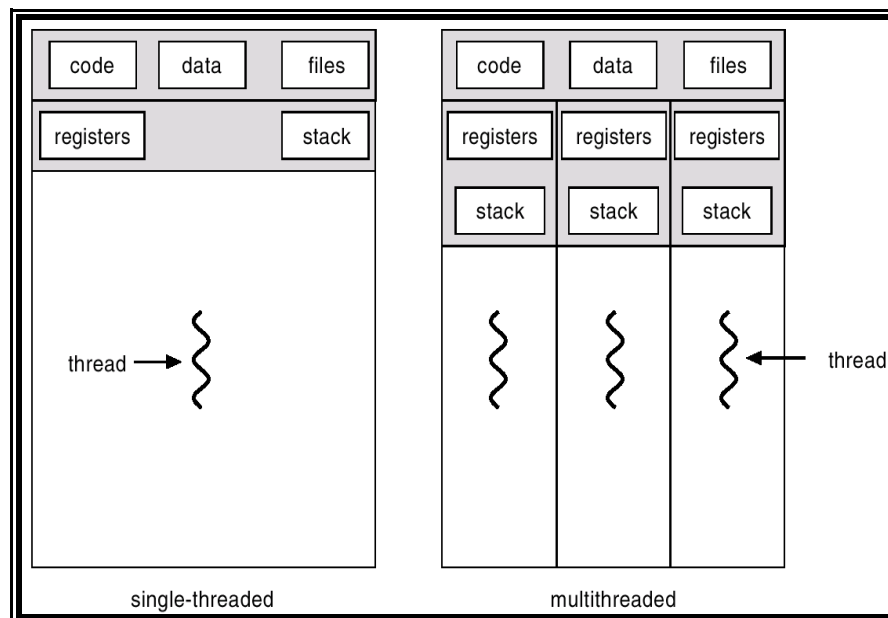 code data files
registers stack
thread
single-threaded
code data files
registers registers registers
stack stack stack
thread
multithreaded